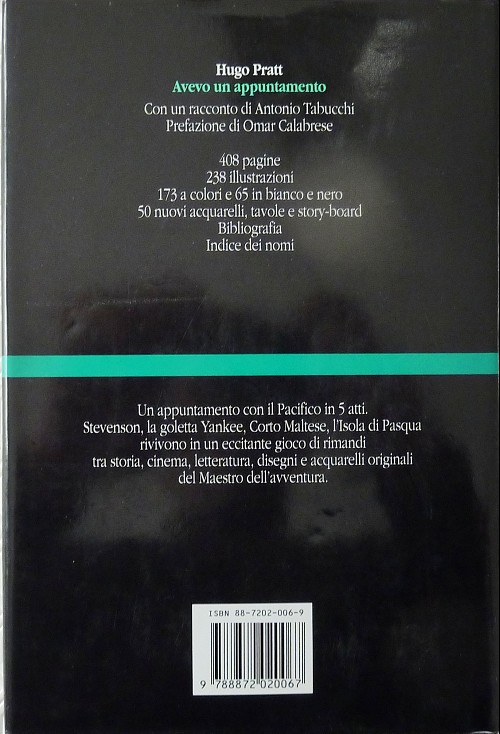 Hugo Pratt
Avevo un appuntamento
Con un racconto di Antonio Tabucchi
Prefazione di Omar Calabrese
408 pagine
238 illustrazioni
173 a colori e 65 in bianco e nero
50 nuovi acquarelli, tavole e story-board
Bibliografia
Indice dei nomi
Un appuntamento con il Pacifico in 5 atti.
Stevenson, la goletta Yankee, Corto Maltese, l'Isola di Pasqua
rivivono in un eccitante gioco di rimandi
tra storia, cinema, letteratura, disegni e acquarelli originali
del Maestro dell'avventura.
ISBN 88-7202-006-9
9 788872 020067